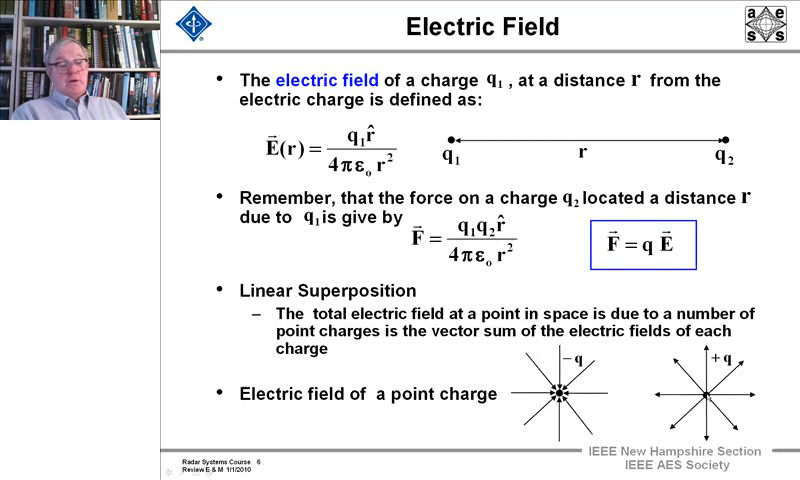 Electric Field
a e
s s
• The electric field of a charge q₁ , at a distance r from the
electric charge is defined as:
E⃗(r) = q₁r̂ / 4πεₒ r²
q₁ r q₂
• Remember, that the force on a charge q₂ located a distance r
due to q₁ is give by
F⃗ = q₁q₂r̂ / 4πεₒ r²
F⃗ = q E⃗
• Linear Superposition
– The total electric field at a point in space is due to a number of
point charges is the vector sum of the electric fields of each
charge
• Electric field of a point charge
– q
+ q
Radar Systems Course 6
Review E & M 1/1/2010
IEEE New Hampshire Section
IEEE AES Society